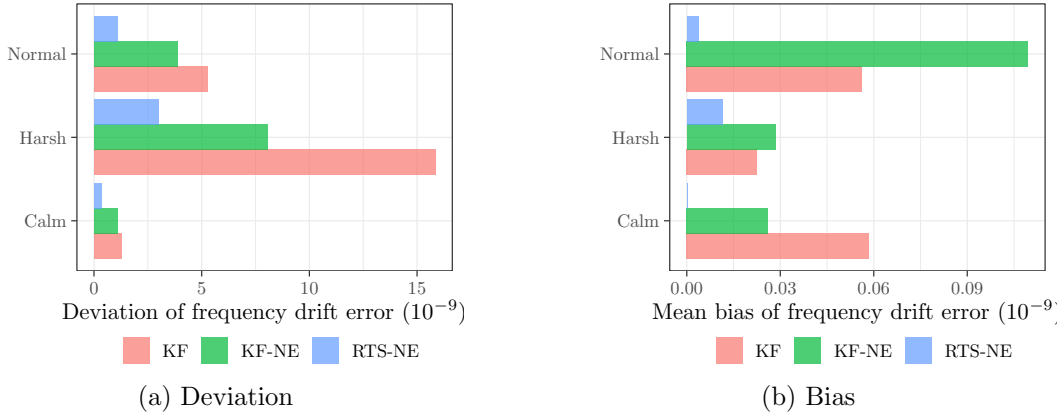 Normal
Harsh
Calm
0 5 10 15
Deviation of frequency drift error (10⁻⁹)
KF KF-NE RTS-NE
(a) Deviation
Normal
Harsh
Calm
0.00 0.03 0.06 0.09
Mean bias of frequency drift error (10⁻⁹)
KF KF-NE RTS-NE
(b) Bias